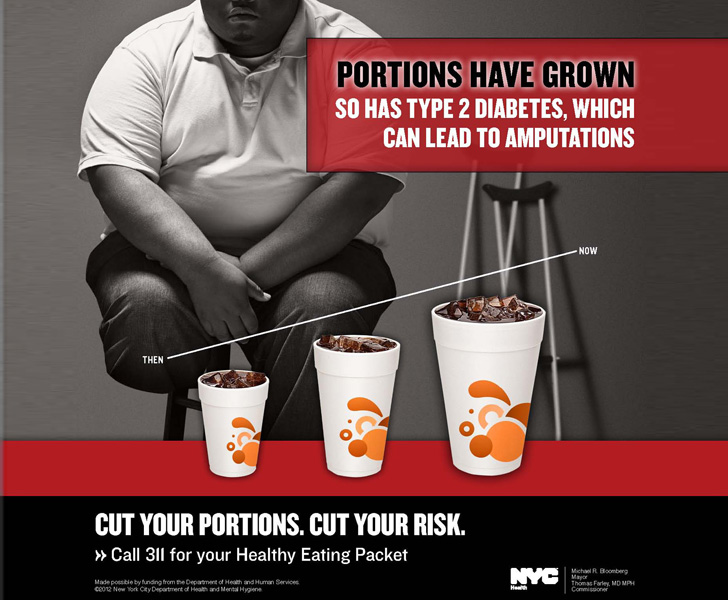 PORTIONS HAVE GROWN
SO HAS TYPE 2 DIABETES, WHICH
CAN LEAD TO AMPUTATIONS
NOW
THEN
CUT YOUR PORTIONS. CUT YOUR RISK.
›› Call 311 for your Healthy Eating Packet
Made possible by funding from the Department of Health and Human Services.
©2012 New York City Department of Health and Mental Hygiene.
NYC
Health
Michael R. Bloomberg
Mayor
Thomas Farley, MD MPH
Commissioner